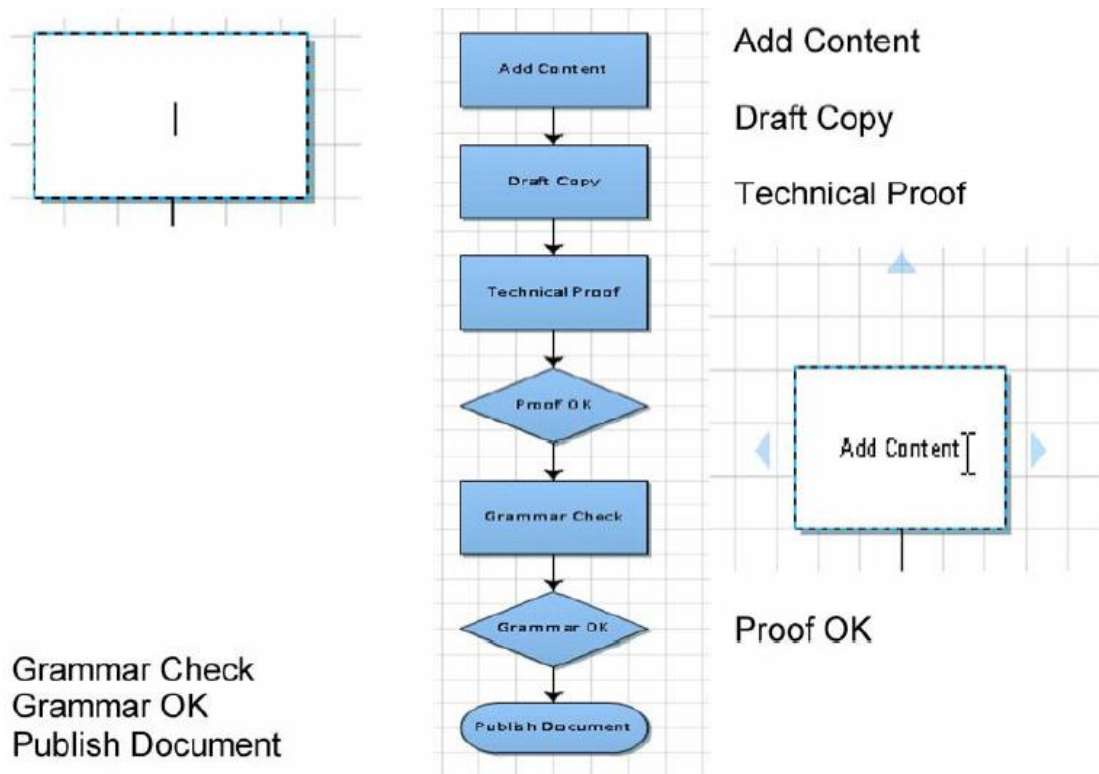 Add Content
Draft Copy
Technical Proof
Proof OK
Grammar Check
Grammar OK
Publish Document
Add Content
Draft Copy
Technical Proof
Add Content
Proof OK
Grammar Check
Grammar OK
Publish Document